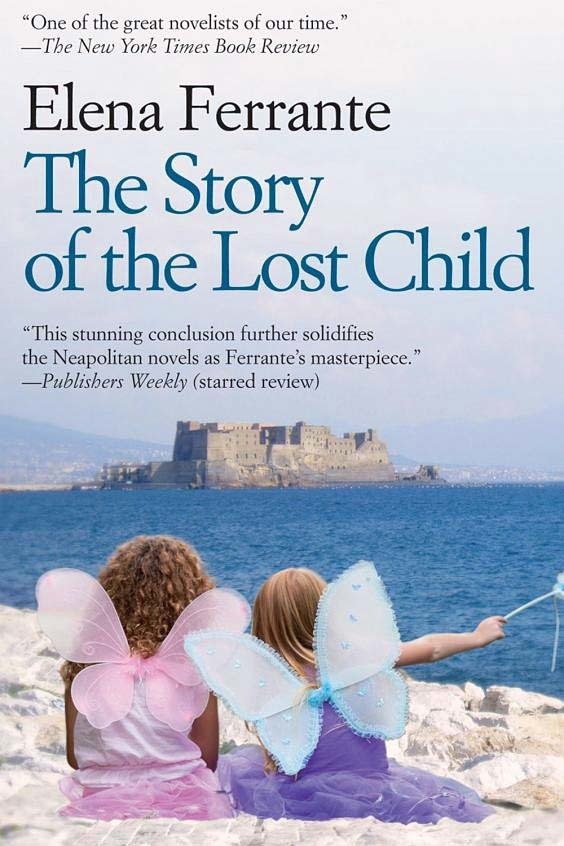 “One of the great novelists of our time.”
—The New York Times Book Review
Elena Ferrante
The Story
of the Lost Child
“This stunning conclusion further solidifies
the Neapolitan novels as Ferrante’s masterpiece.”
—Publishers Weekly (starred review)